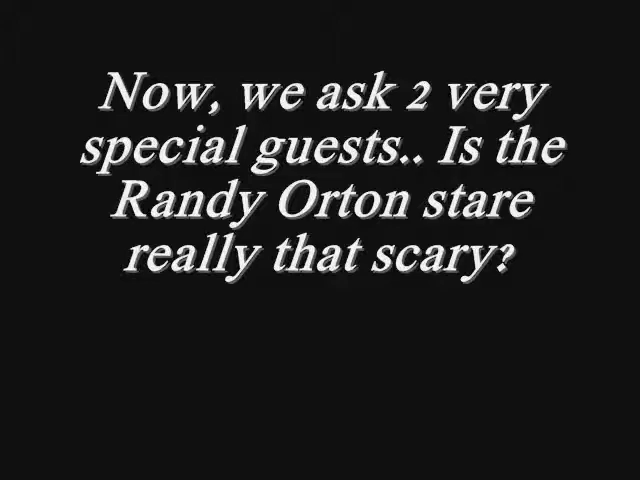 Now, we ask 2 very
special guests.. Is the
Randy Orton stare
really that scary?